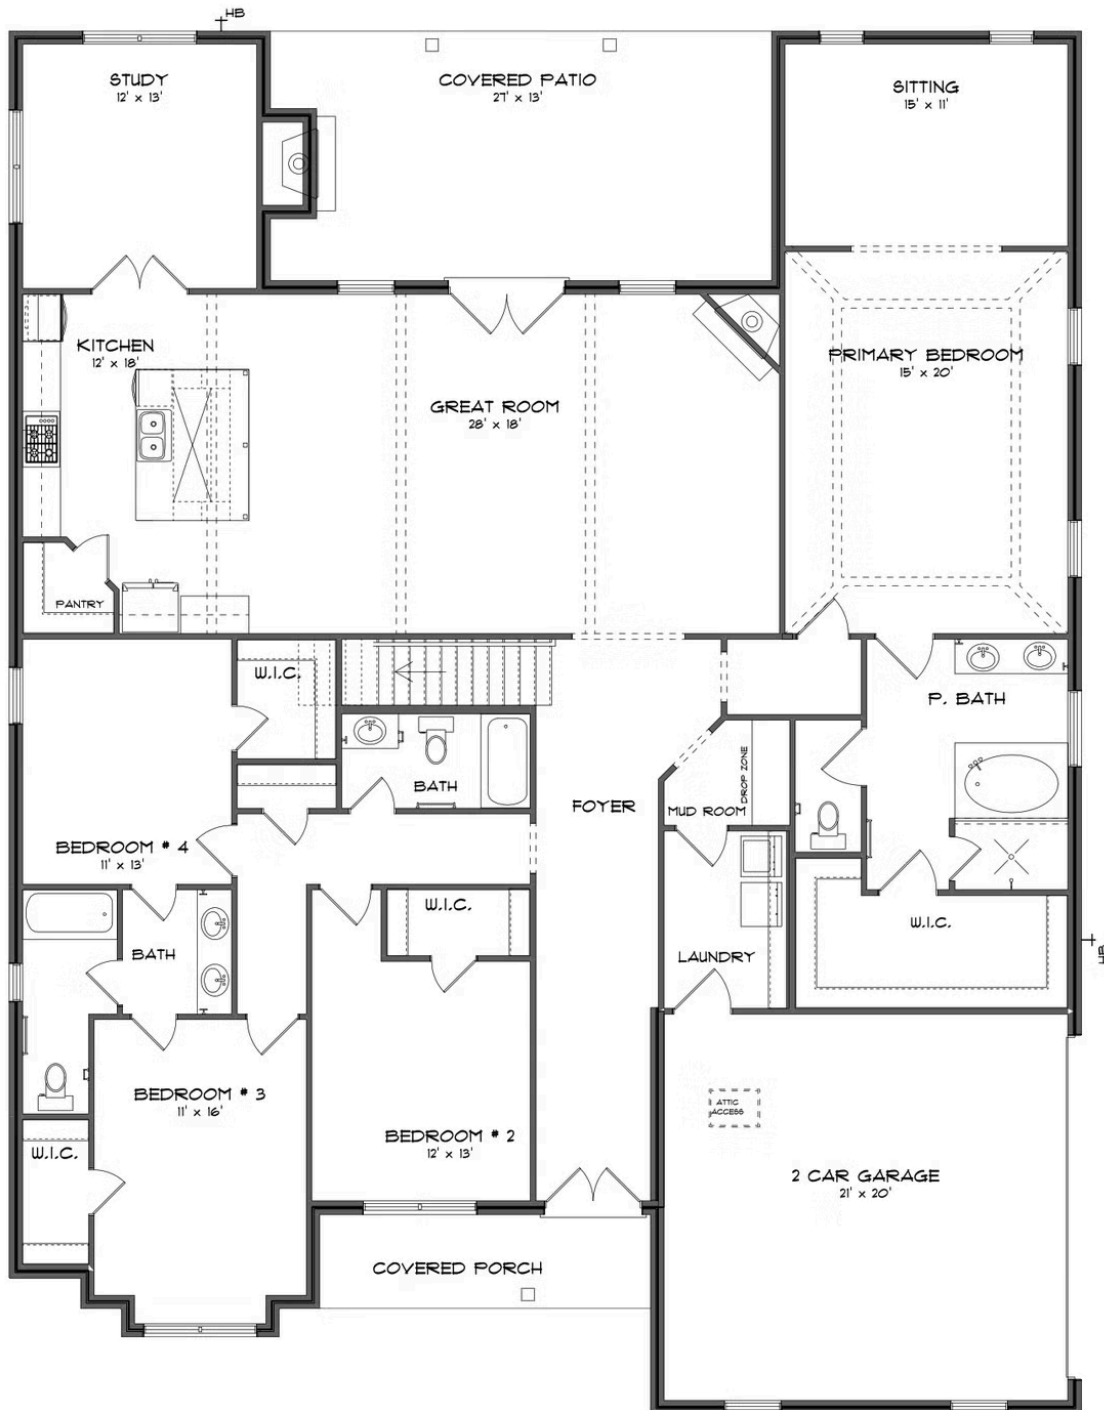 HB
STUDY
12' x 13'
COVERED PATIO
27' x 13'
SITTING
15' x 11'
KITCHEN
12' x 18'
PRIMARY BEDROOM
15' x 20'
GREAT ROOM
28' x 18'
PANTRY
W.I.C.
P. BATH
BATH
FOYER
DROP ZONE
MUD ROOM
BEDROOM # 4
11' x 13'
W.I.C.
W.I.C.
BATH
LAUNDRY
HB
BEDROOM # 3
11' x 16'
ATTIC
ACCESS
BEDROOM # 2
12' x 13'
W.I.C.
2 CAR GARAGE
21' x 20'
COVERED PORCH